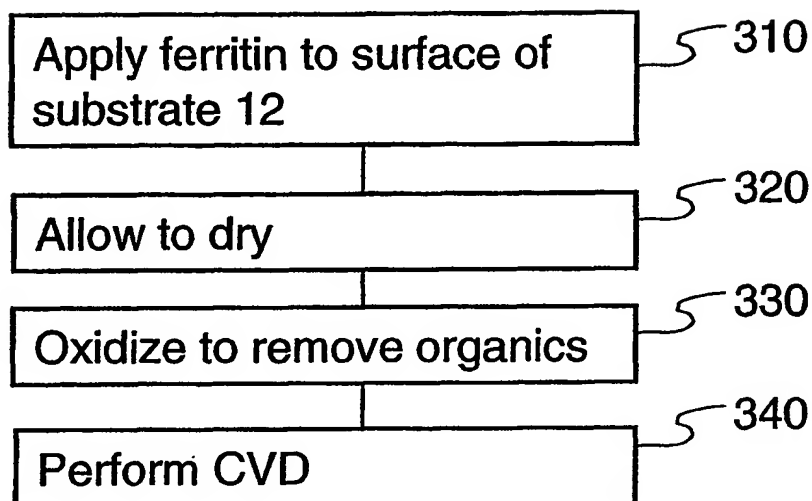 Apply ferritin to surface of
substrate 12
310
Allow to dry
320
Oxidize to remove organics
330
Perform CVD
340